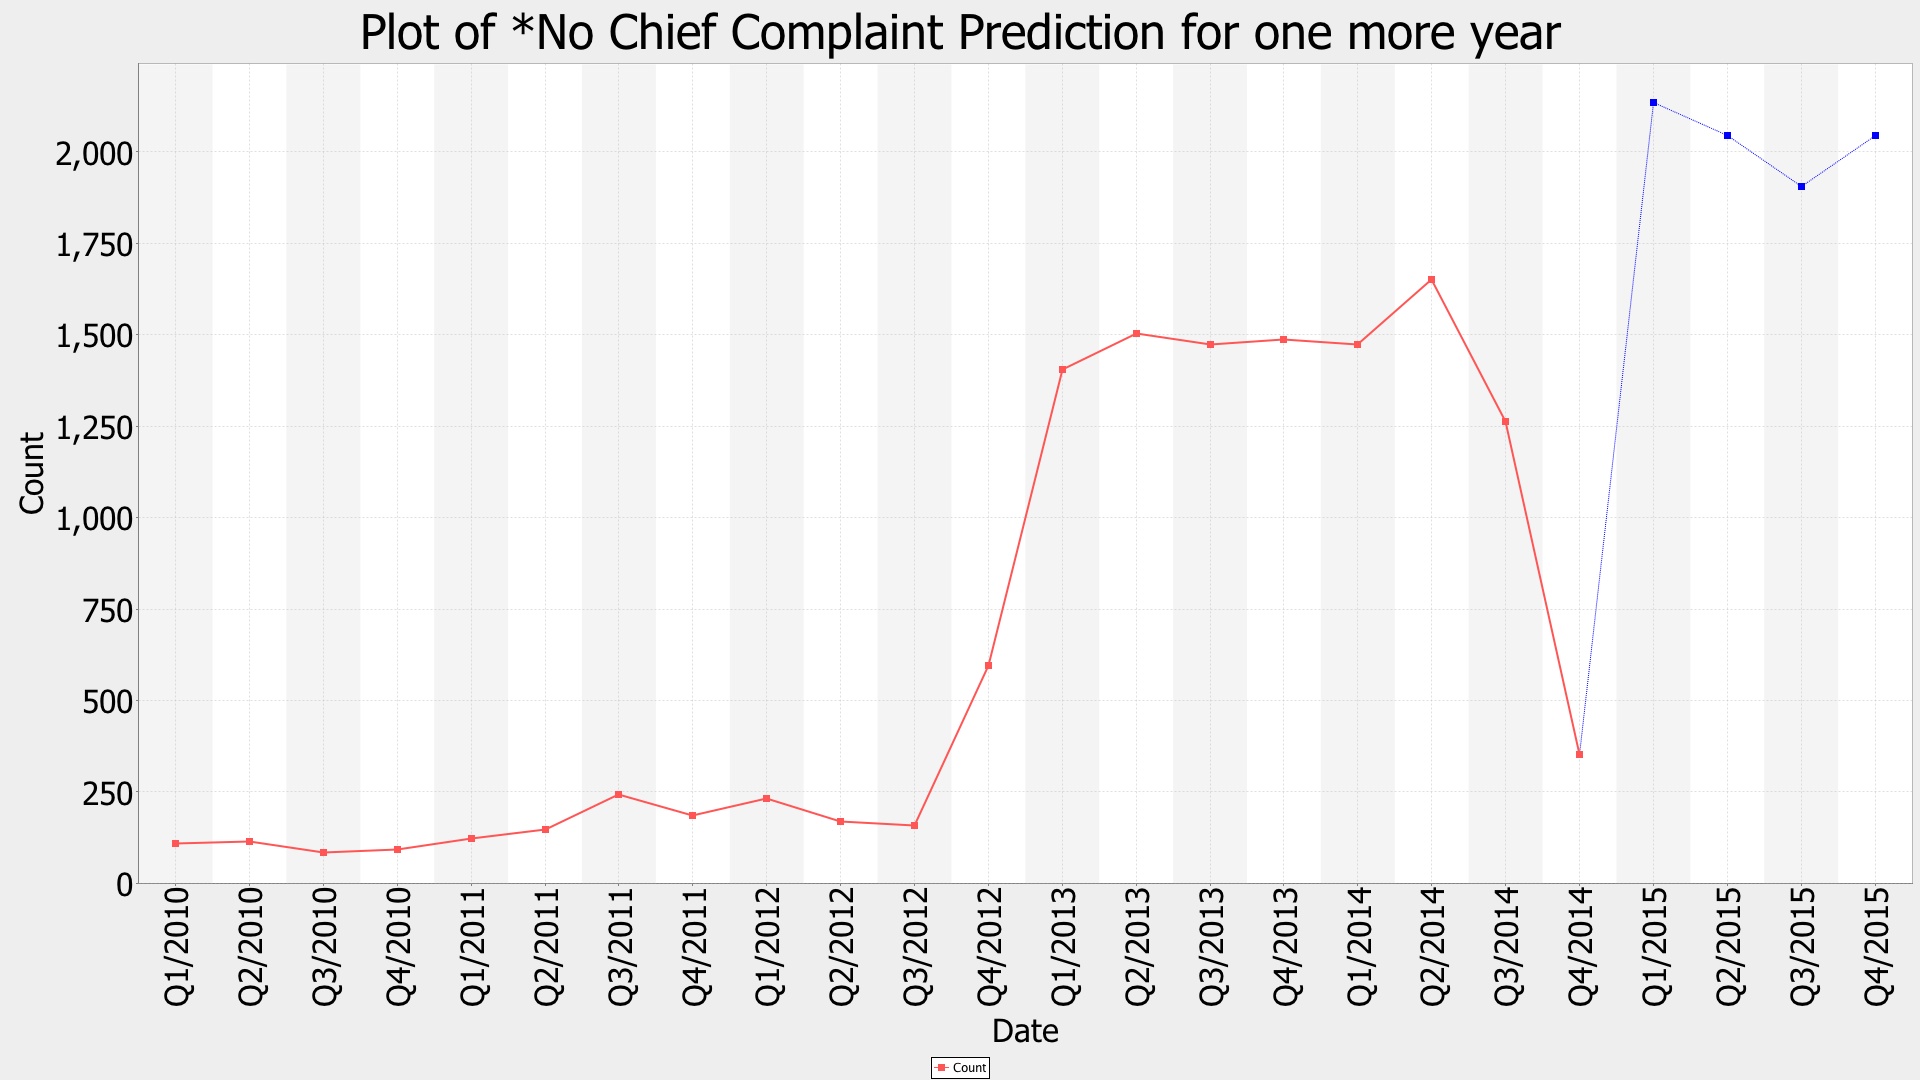 Plot of *No Chief Complaint Prediction for one more year
Count
2,000
1,750
1,500
1,250
1,000
750
500
250
0
Q1/2010
Q2/2010
Q3/2010
Q4/2010
Q1/2011
Q2/2011
Q3/2011
Q4/2011
Q1/2012
Q2/2012
Q3/2012
Q4/2012
Q1/2013
Q2/2013
Q3/2013
Q4/2013
Q1/2014
Q2/2014
Q3/2014
Q4/2014
Q1/2015
Q2/2015
Q3/2015
Q4/2015
Date
Count